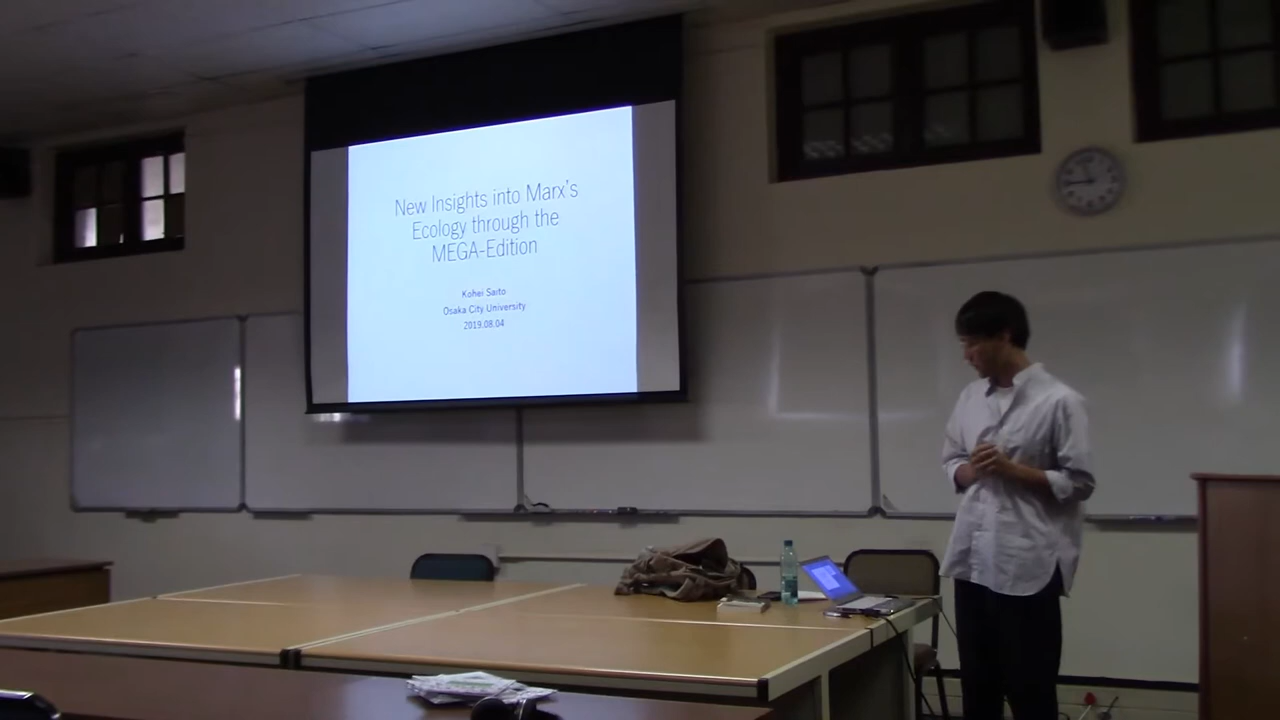 New Insights into Marx's
Ecology through the
MEGA-Edition
Kohei Saito
Osaka City University
2019.08.04